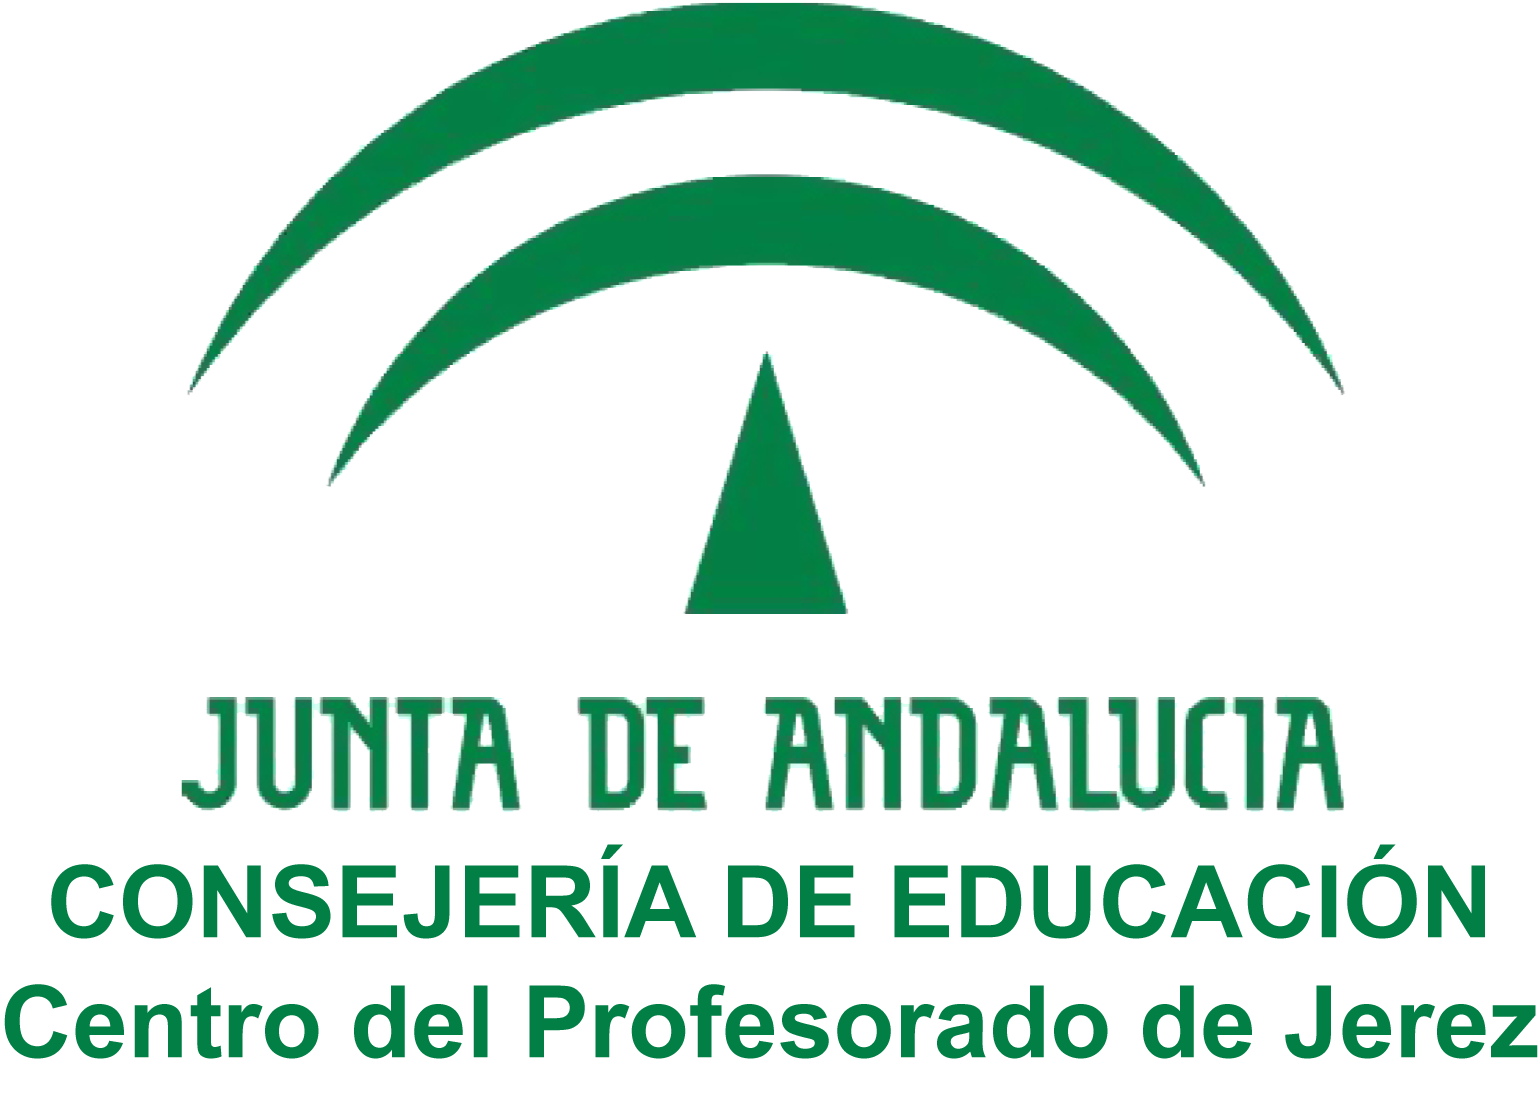 JUNTA DE ANDALUCIA
CONSEJERÍA DE EDUCACIÓN
Centro del Profesorado de Jerez